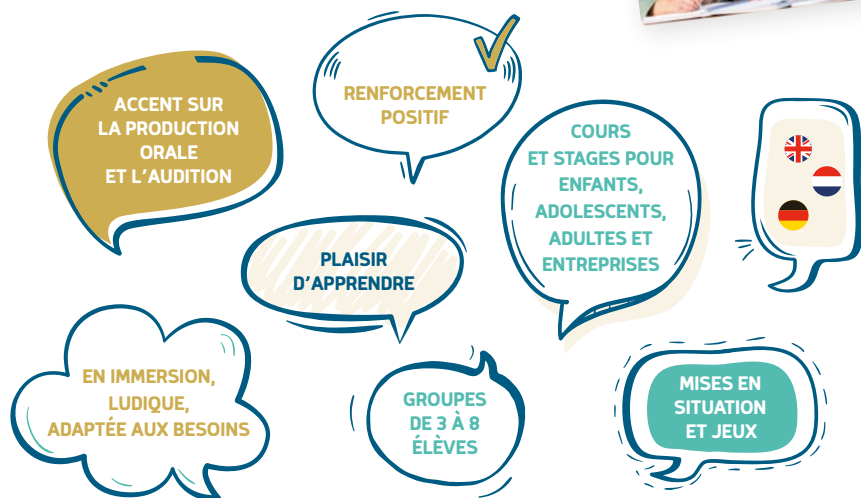 ACCENT SUR
LA PRODUCTION
ORALE
ET L'AUDITION
RENFORCEMENT
POSITIF
COURS
ET STAGES POUR
ENFANTS,
ADOLESCENTS,
ADULTES ET
ENTREPRISES
PLAISIR
D'APPRENDRE
EN IMMERSION,
LUDIQUE,
ADAPTÉE AUX BESOINS
GROUPES
DE 3 À 8
ÉLÈVES
MISES EN
SITUATION
ET JEUX